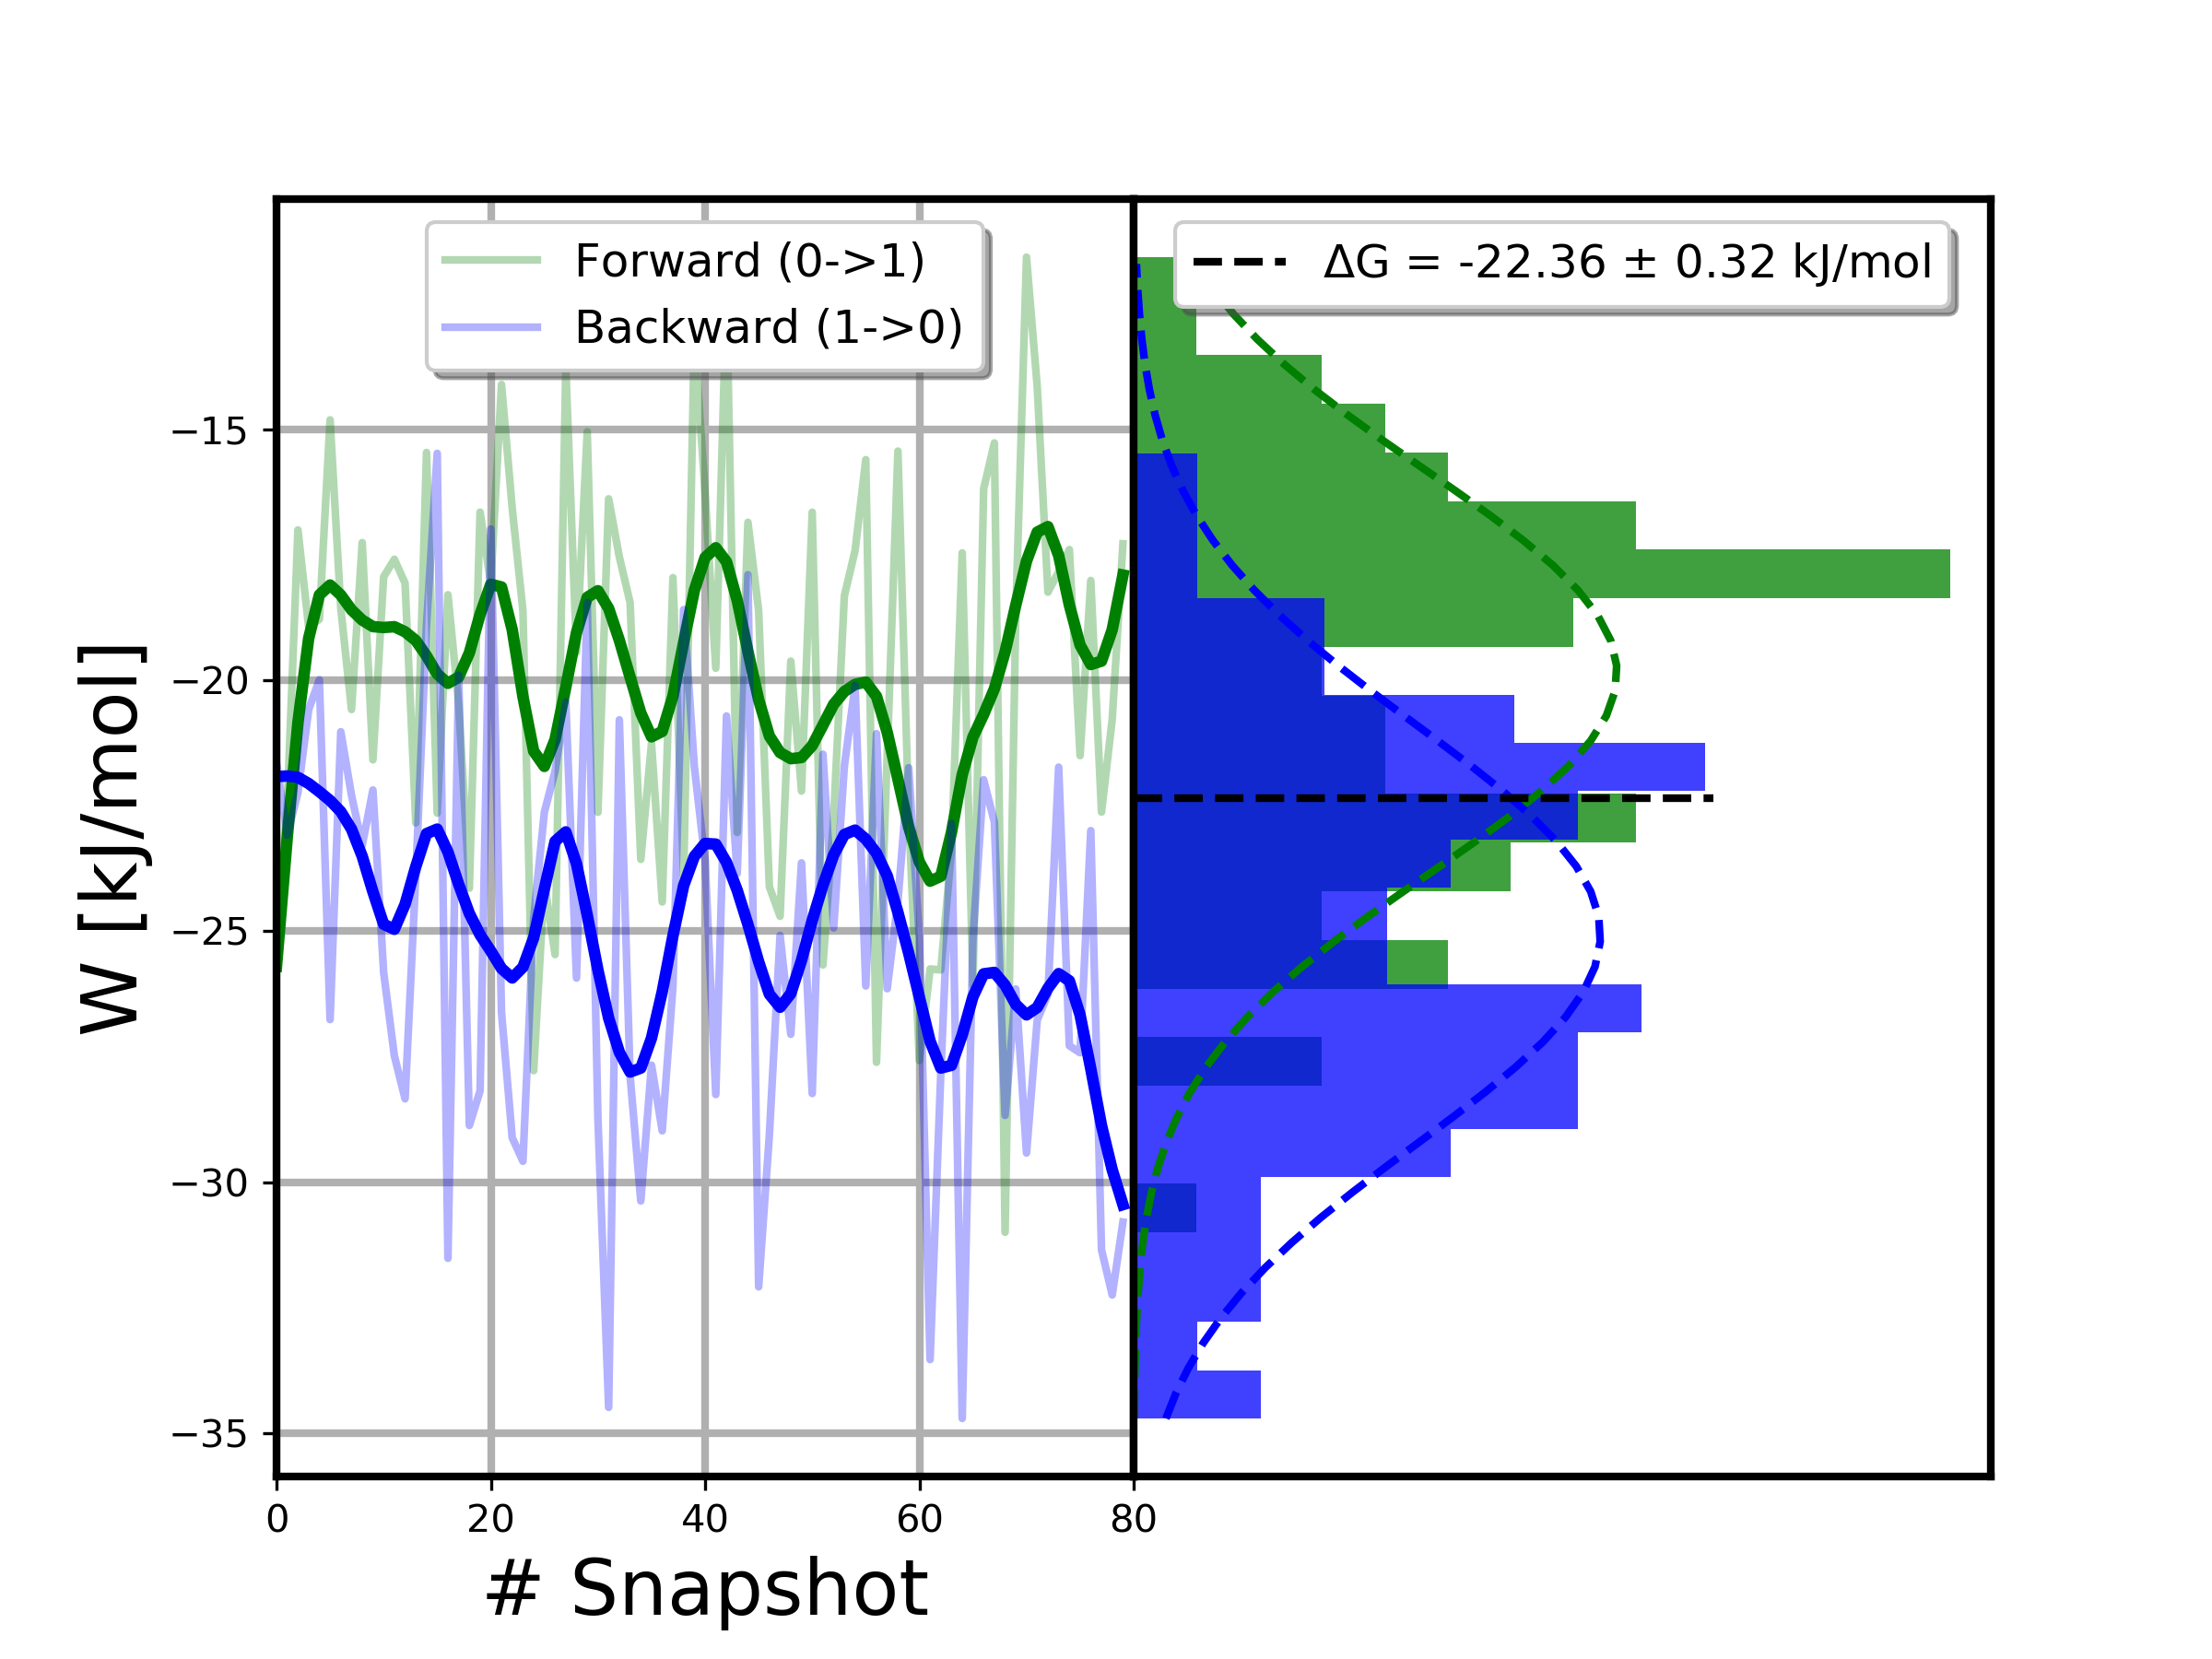 Forward (0->1)
Backward (1->0)
ΔG = -22.36 ± 0.32 kJ/mol
W [kJ/mol]
−15
−20
−25
−30
−35
0 20 40 60 80
# Snapshot